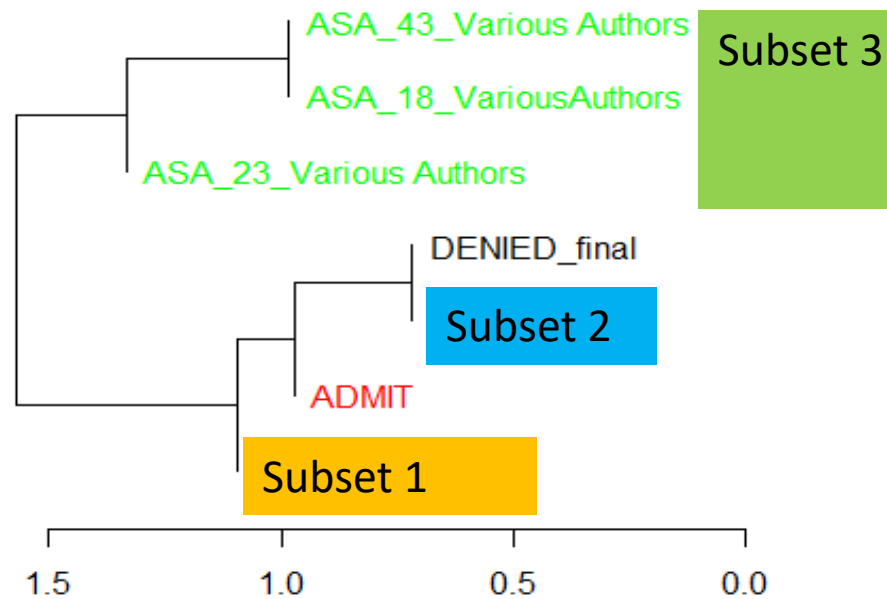 ASA_43_Various Authors
Subset 3
ASA_18_VariousAuthors
ASA_23_Various Authors
DENIED_final
Subset 2
ADMIT
Subset 1
1.5 1.0 0.5 0.0